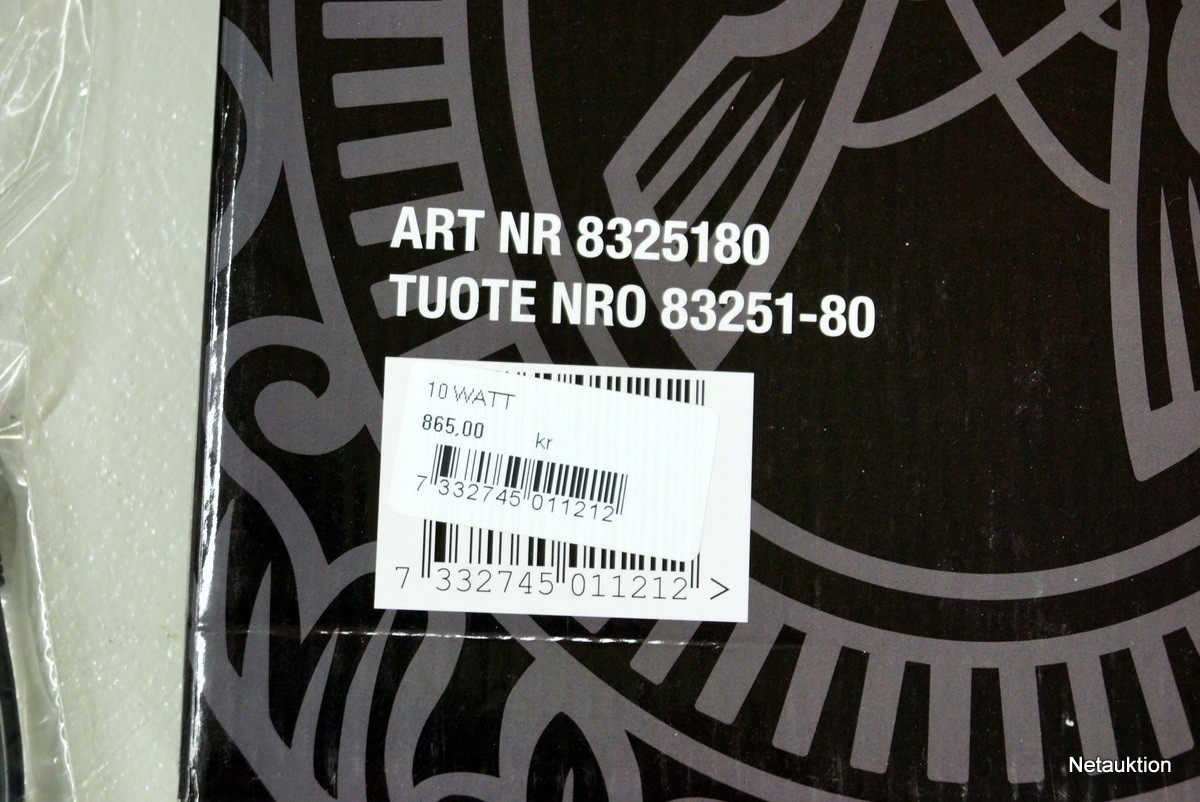 ART NR 8325180
TUOTE NRO 83251-80
10 WATT
865,00 kr
7 332745 011212
7 332745 011212 >
Netauktion